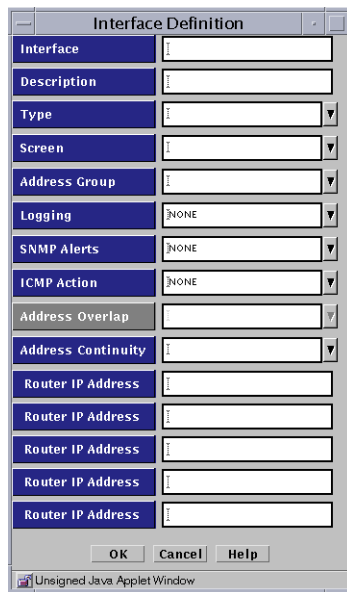 Interface Definition
Interface
Description
Type
Screen
Address Group
Logging NONE
SNMP Alerts NONE
ICMP Action NONE
Address Overlap
Address Continuity
Router IP Address
Router IP Address
Router IP Address
Router IP Address
Router IP Address
OK Cancel Help
Unsigned Java Applet Window